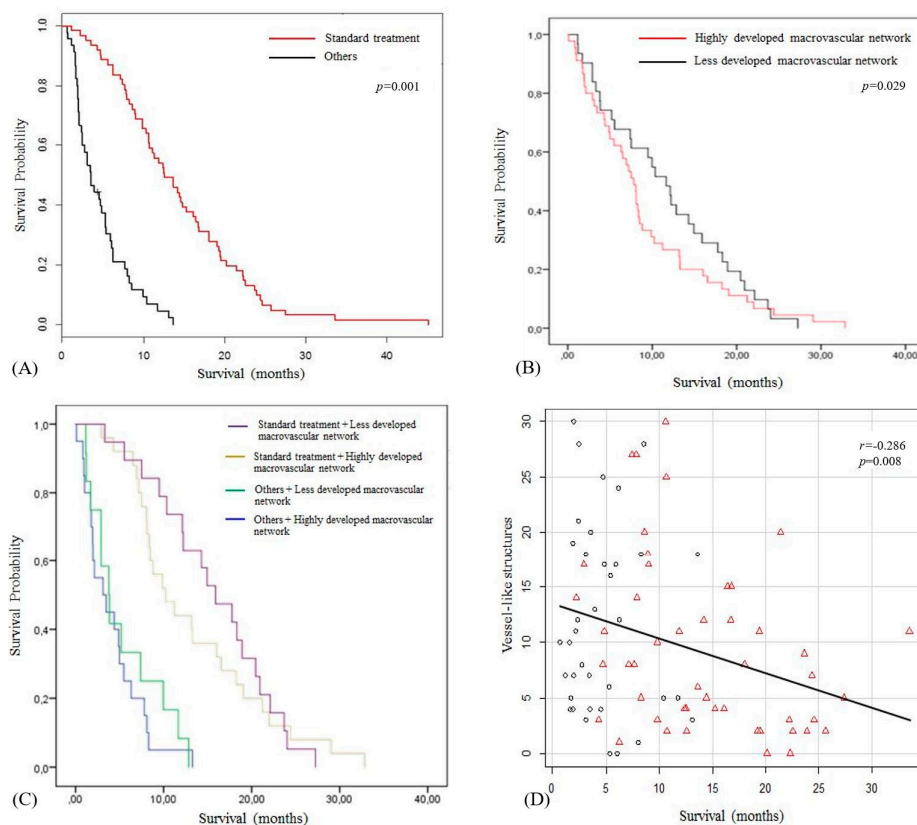 Standard treatment
Others
p=0.001
1.0
0.8
0.6
0.4
0.2
0.0
Survival Probability
0
10
20
30
40
Survival (months)
(A)
Highly developed macrovascular network
Less developed macrovascular network
p=0.029
1,0
0,8
0,6
0,4
0,2
0,0
Survival Probability
,00
10,00
20,00
30,00
40,00
Survival (months)
(B)
Standard treatment + Less developed
macrovascular network
Standard treatment + Highly developed
macrovascular network
Others + Less developed macrovascular
network
Others + Highly developed macrovascular
network
1,0
0,8
0,6
0,4
0,2
0,0
Survival Probability
,00
10,00
20,00
30,00
40,00
Survival (months)
(C)
r=-0.286
p=0.008
30
25
20
15
10
5
0
Vessel-like structures
0
5
10
15
20
25
30
Survival (months)
(D)